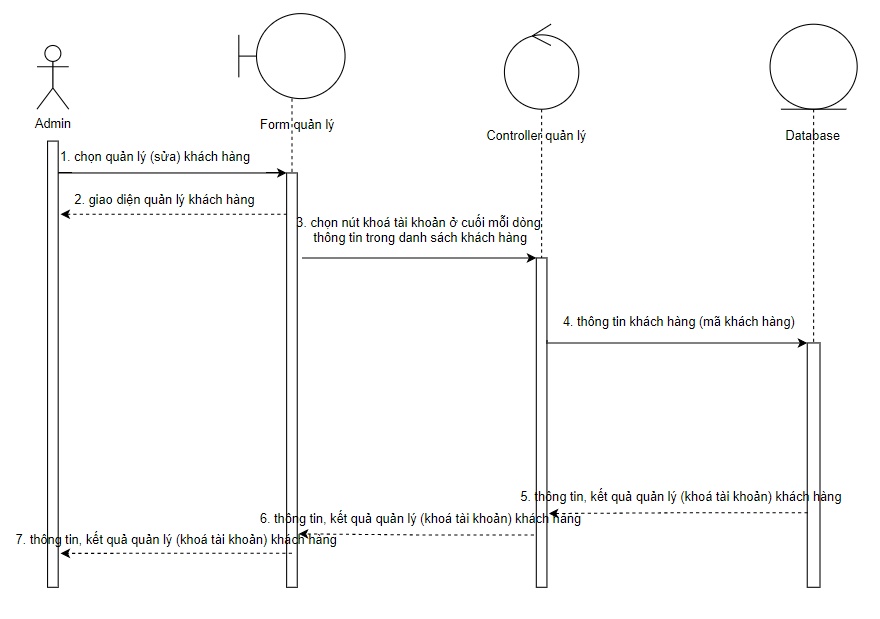 Admin
Form quản lý
Controller quản lý
Database
1. chọn quản lý (sửa) khách hàng
2. giao diện quản lý khách hàng
3. chọn nút khoá tài khoản ở cuối mỗi dòng
thông tin trong danh sách khách hàng
4. thông tin khách hàng (mã khách hàng)
5. thông tin, kết quả quản lý (khoá tài khoản) khách hàng
6. thông tin, kết quả quản lý (khoá tài khoản) khách hàng
7. thông tin, kết quả quản lý (khoá tài khoản) khách hàng